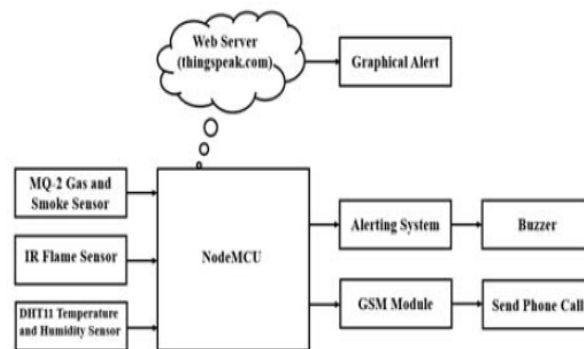 Web Server
(thingspeak.com)
Graphical Alert
MQ-2 Gas and
Smoke Sensor
IR Flame Sensor
DHT11 Temperature
and Humidity Sensor
NodeMCU
Alerting System
Buzzer
GSM Module
Send Phone Call